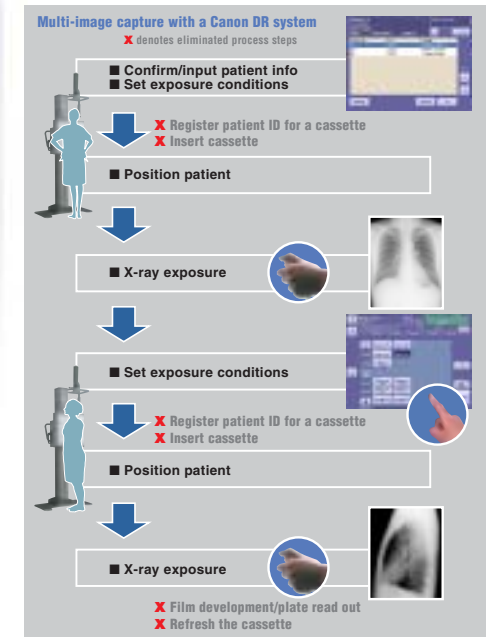 Multi-image capture with a Canon DR system
X denotes eliminated process steps
■ Confirm/input patient info
■ Set exposure conditions
X Register patient ID for a cassette
X Insert cassette
■ Position patient
■ X-ray exposure
■ Set exposure conditions
X Register patient ID for a cassette
X Insert cassette
■ Position patient
■ X-ray exposure
X Film development/plate read out
X Refresh the cassette